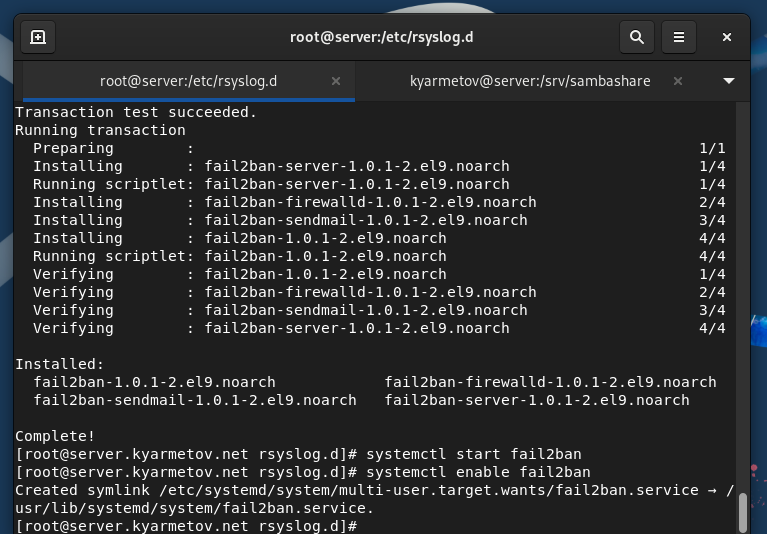 root@server:/etc/rsyslog.d
root@server:/etc/rsyslog.d × kyarmetov@server:/srv/sambashare ×
Transaction test succeeded.
Running transaction
  Preparing        :                                                        1/1
  Installing       : fail2ban-server-1.0.1-2.el9.noarch                     1/4
  Running scriptlet: fail2ban-server-1.0.1-2.el9.noarch                     1/4
  Installing       : fail2ban-firewalld-1.0.1-2.el9.noarch                  2/4
  Installing       : fail2ban-sendmail-1.0.1-2.el9.noarch                   3/4
  Installing       : fail2ban-1.0.1-2.el9.noarch                            4/4
  Running scriptlet: fail2ban-1.0.1-2.el9.noarch                            4/4
  Verifying        : fail2ban-1.0.1-2.el9.noarch                            1/4
  Verifying        : fail2ban-firewalld-1.0.1-2.el9.noarch                  2/4
  Verifying        : fail2ban-sendmail-1.0.1-2.el9.noarch                   3/4
  Verifying        : fail2ban-server-1.0.1-2.el9.noarch                     4/4
Installed:
  fail2ban-1.0.1-2.el9.noarch            fail2ban-firewalld-1.0.1-2.el9.noarch
  fail2ban-sendmail-1.0.1-2.el9.noarch   fail2ban-server-1.0.1-2.el9.noarch
Complete!
[root@server.kyarmetov.net rsyslog.d]# systemctl start fail2ban
[root@server.kyarmetov.net rsyslog.d]# systemctl enable fail2ban
Created symlink /etc/systemd/system/multi-user.target.wants/fail2ban.service → /
usr/lib/systemd/system/fail2ban.service.
[root@server.kyarmetov.net rsyslog.d]#